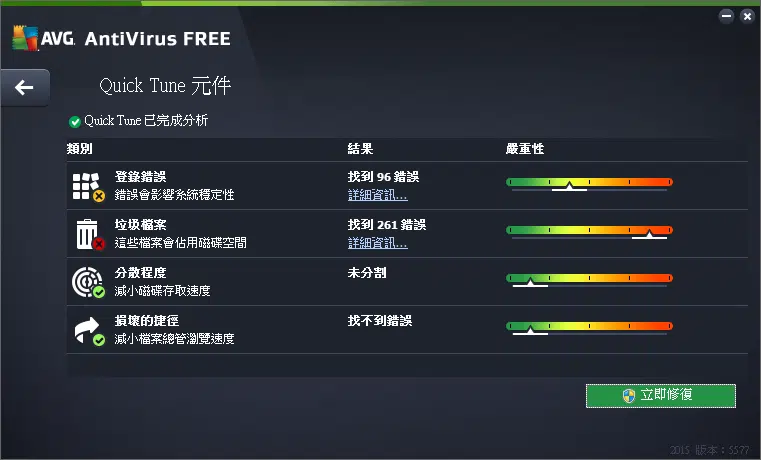 AVG. AntiVirus FREE
Quick Tune 元件
Quick Tune 已完成分析
類別 結果 嚴重性
登錄錯誤 找到 96 錯誤
錯誤會影響系統穩定性 詳細資訊...
垃圾檔案 找到 261 錯誤
這些檔案會佔用磁碟空間 詳細資訊...
分散程度 未分割
減小磁碟存取速度
損壞的捷徑 找不到錯誤
減小檔案總管瀏覽速度
立即修復
2015 版本：5577